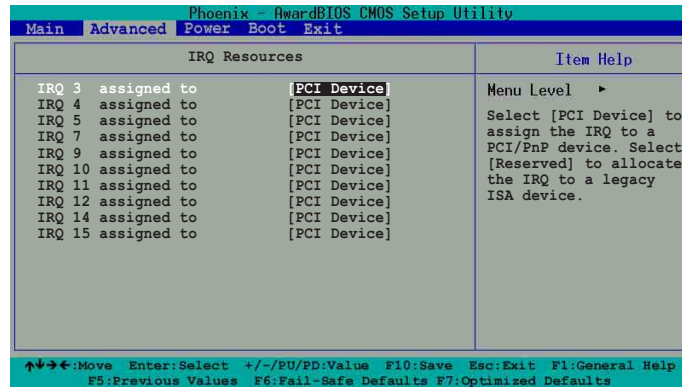 Phoenix - AwardBIOS CMOS Setup Utility
Main Advanced Power Boot Exit
IRQ Resources
Item Help
IRQ 3 assigned to [PCI Device]
IRQ 4 assigned to [PCI Device]
IRQ 5 assigned to [PCI Device]
IRQ 7 assigned to [PCI Device]
IRQ 9 assigned to [PCI Device]
IRQ 10 assigned to [PCI Device]
IRQ 11 assigned to [PCI Device]
IRQ 12 assigned to [PCI Device]
IRQ 14 assigned to [PCI Device]
IRQ 15 assigned to [PCI Device]
Menu Level ▸
Select [PCI Device] to
assign the IRQ to a
PCI/PnP device. Select
[Reserved] to allocate
the IRQ to a legacy
ISA device.
↑↓→←:Move Enter:Select +/-/PU/PD:Value F10:Save Esc:Exit F1:General Help
F5:Previous Values F6:Fail-Safe Defaults F7:Optimized Defaults